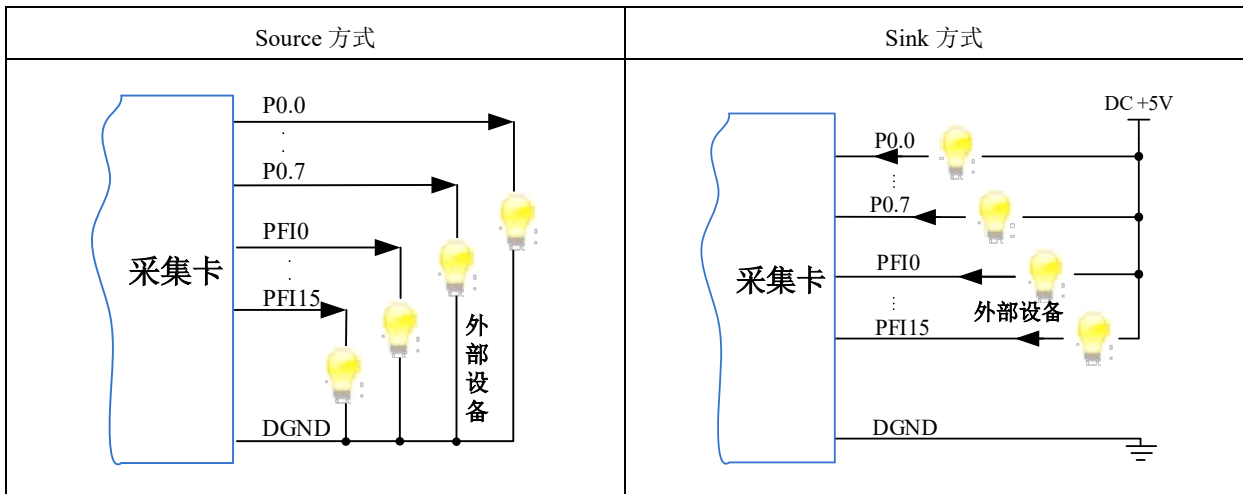 Source 方式
Sink 方式
P0.0
P0.7
PFI0
PFI15
采集卡
外部设备
DGND
DC +5V
P0.0
P0.7
PFI0
采集卡
外部设备
PFI15
DGND